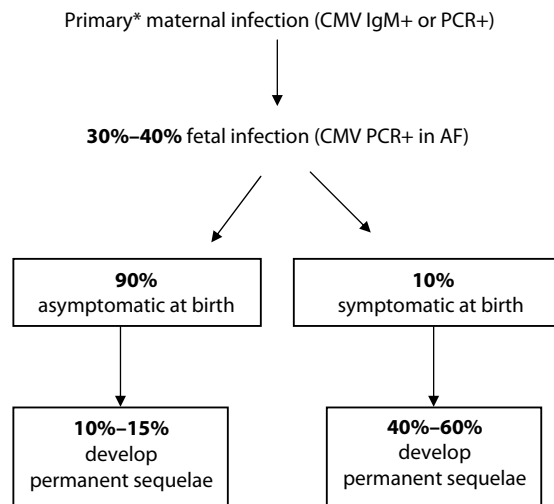 Primary* maternal infection (CMV IgM+ or PCR+)
30%–40% fetal infection (CMV PCR+ in AF)
90%
asymptomatic at birth
10%
symptomatic at birth
10%–15%
develop
permanent sequelae
40%–60%
develop
permanent sequelae